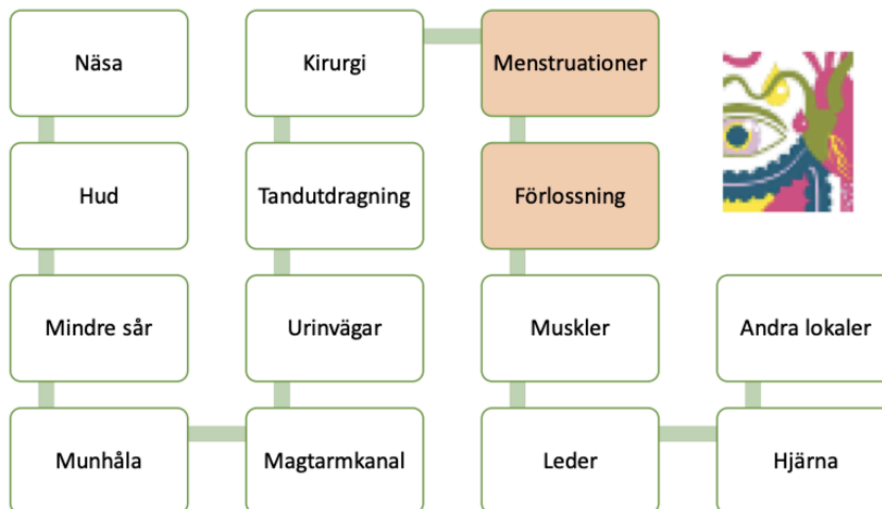 Näsa
Hud
Mindre sår
Munhåla
Magtarmkanal
Urinvägar
Tandutdragning
Kirurgi
Menstruationer
Förlossning
Muskler
Leder
Hjärna
Andra lokaler